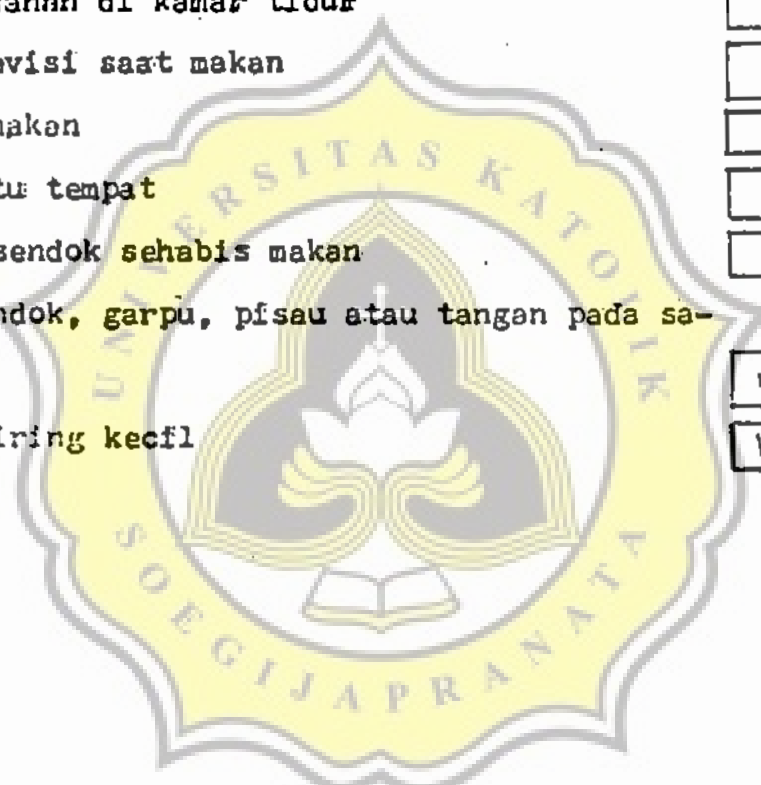 di kamar tidur
visi saat makan
makan
tu tempat
sendok sehabis makan
ndok, garpu, pisau atau tangan pada sa-
iring kecil
UNIVERSITAS KATOLIK
SOEGIJAPRANATA